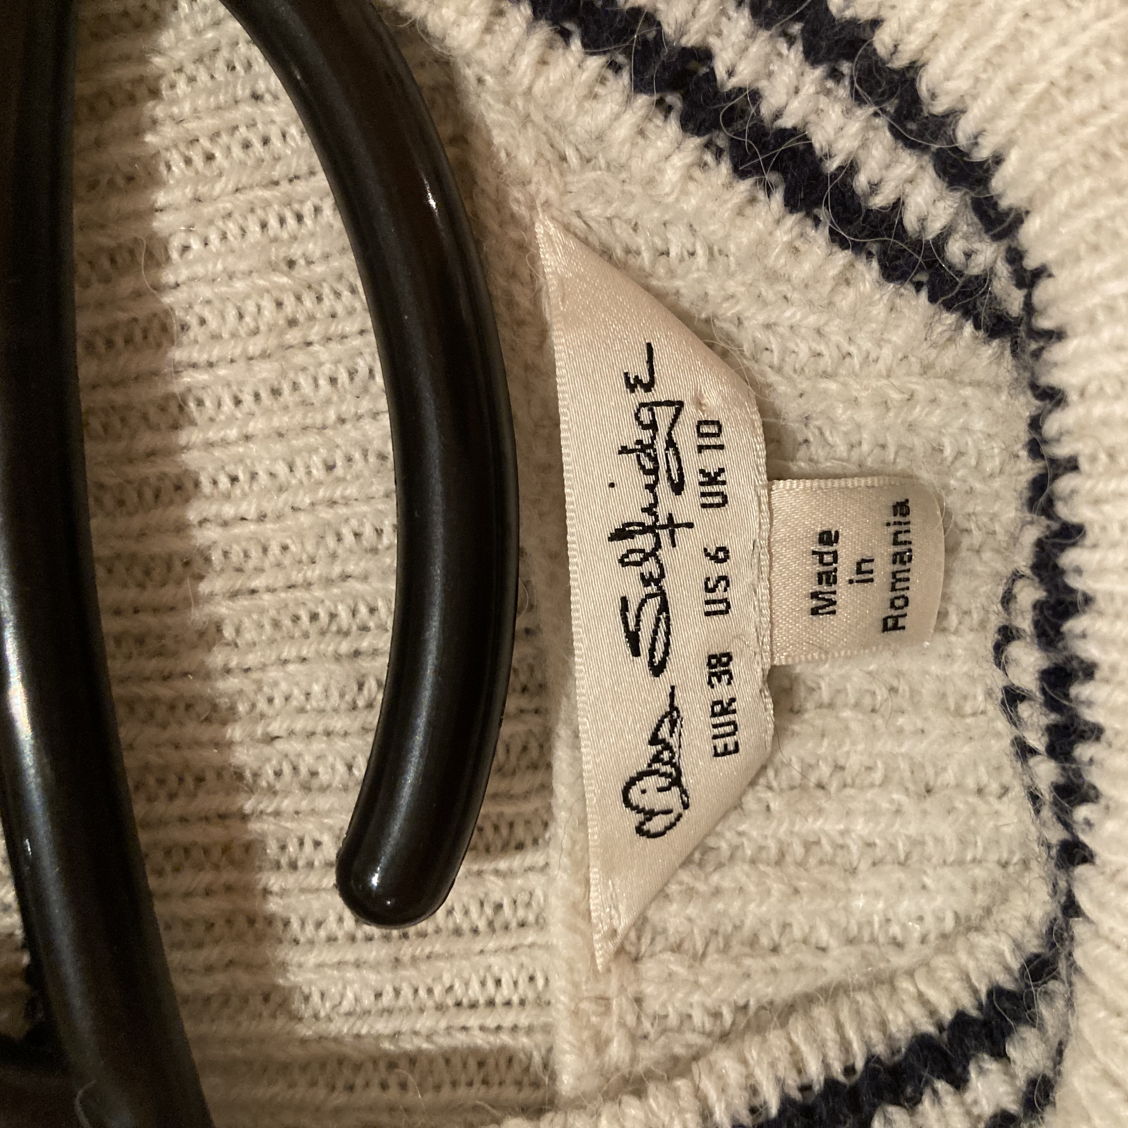 Miss Selfridge
EUR 38 US 6 UK 10
Made
in
Romania